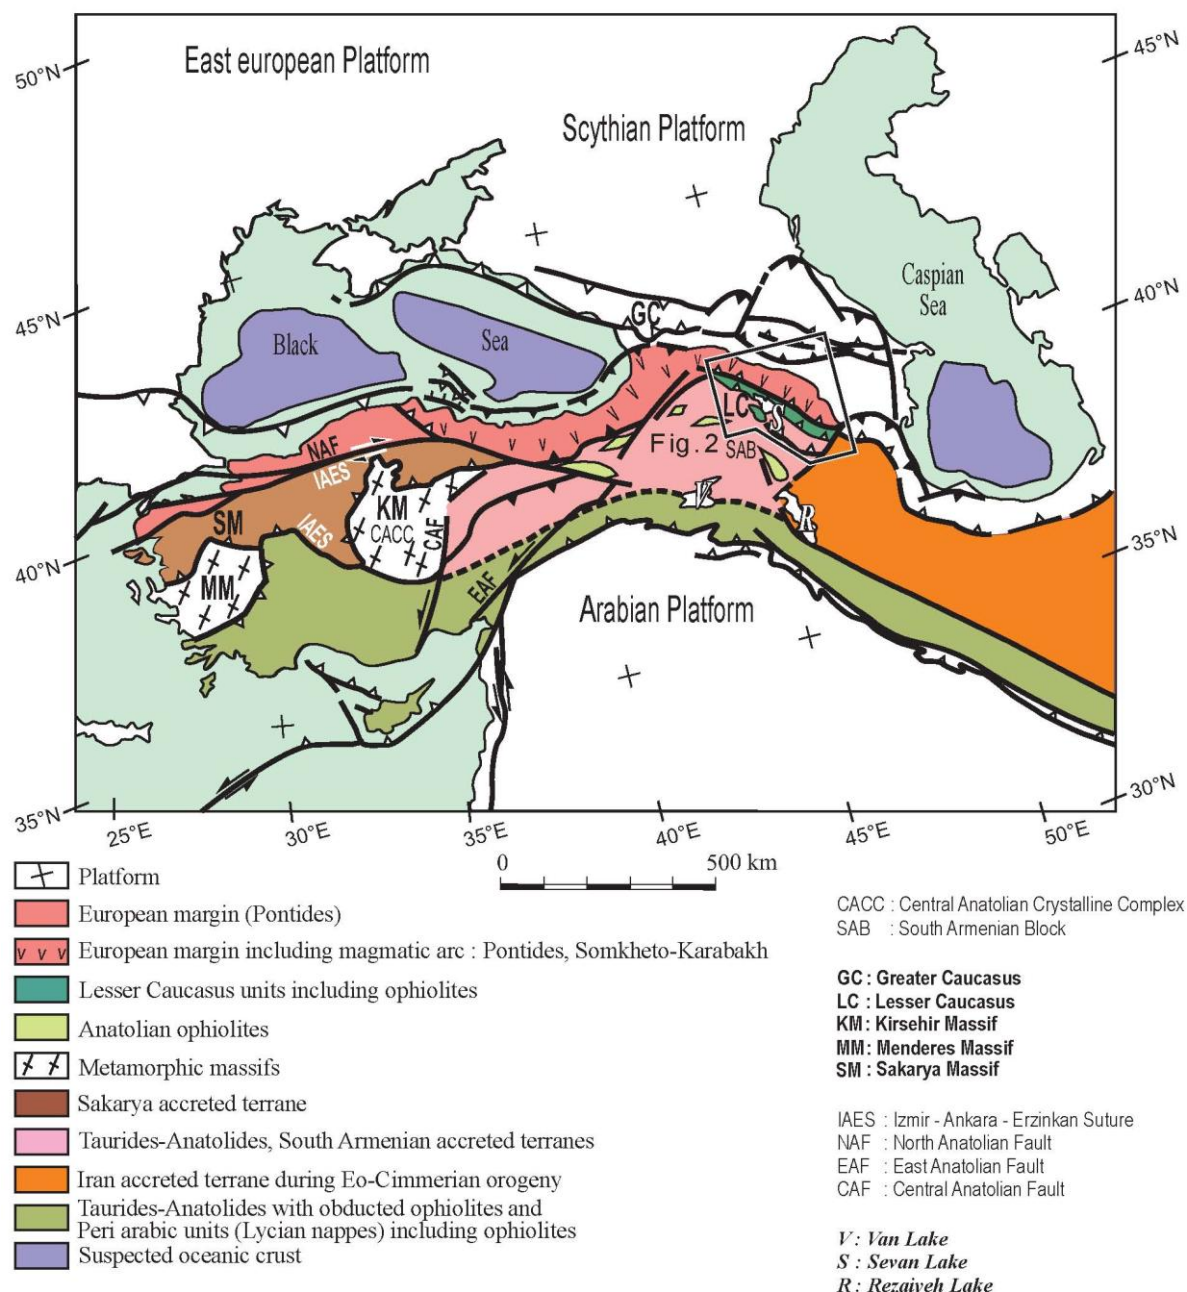 East european Platform
Scythian Platform
50°N
45°N
40°N
35°N
45°N
40°N
35°N
30°N
Caspian
Sea
Black
Sea
GC
NAF
IAES
LC
S
Fig.2
SAB
V
R
SM
IAES
KM
CACC
CAF
MM
EAF
Arabian Platform
25°E
30°E
35°E
40°E
45°E
50°E
0
500 km
Platform
European margin (Pontides)
v v v European margin including magmatic arc : Pontides, Somkheto-Karabakh
Lesser Caucasus units including ophiolites
Anatolian ophiolites
Metamorphic massifs
Sakarya accreted terrane
Taurides-Anatolides, South Armenian accreted terranes
Iran accreted terrane during Eo-Cimmerian orogeny
Taurides-Anatolides with obducted ophiolites and
Peri arabic units (Lycian nappes) including ophiolites
Suspected oceanic crust
CACC : Central Anatolian Crystalline Complex
SAB : South Armenian Block
GC : Greater Caucasus
LC : Lesser Caucasus
KM : Kirsehir Massif
MM : Menderes Massif
SM : Sakarya Massif
IAES : Izmir - Ankara - Erzinkan Suture
NAF : North Anatolian Fault
EAF : East Anatolian Fault
CAF : Central Anatolian Fault
V : Van Lake
S : Sevan Lake
R : Rezaiyeh Lake